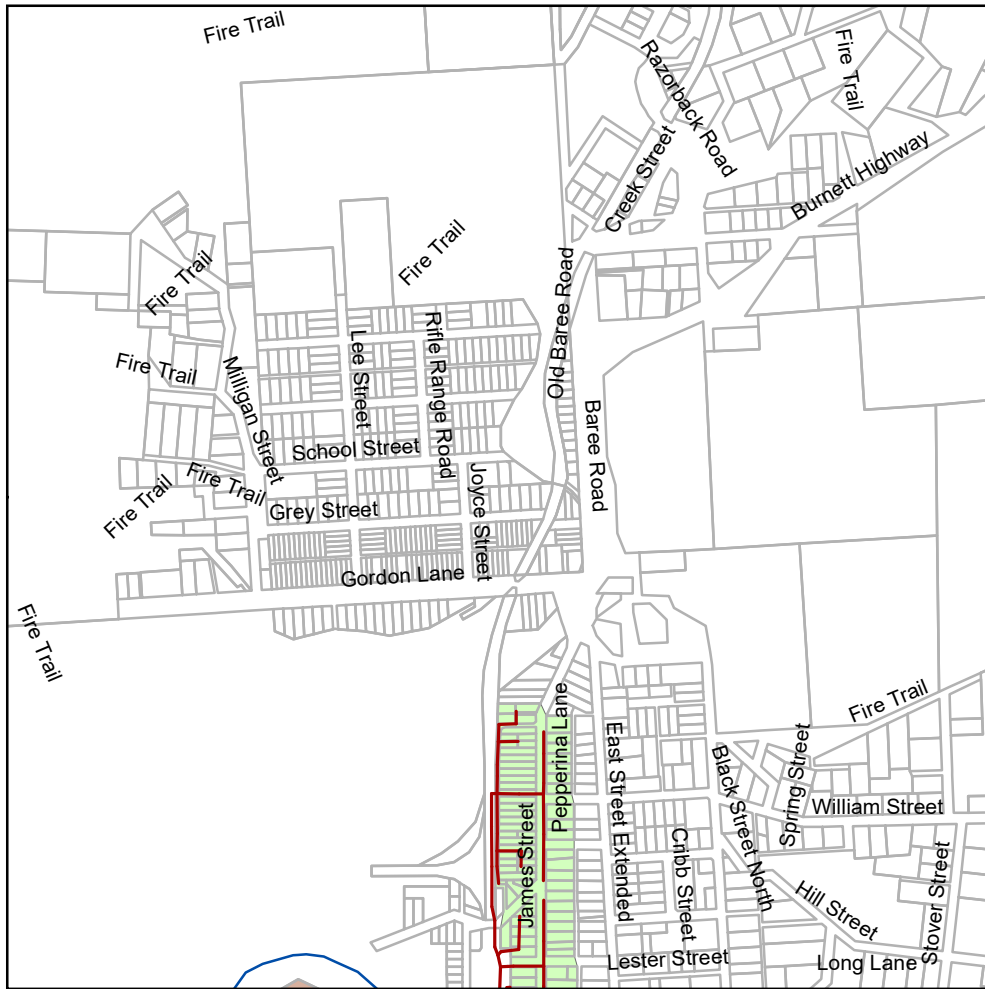 Fire Trail
Razorback Road
Fire Trail
Creek Street
Burnett Highway
Fire Trail
Fire Trail
Old Baree Road
Lee Street
Rifle Range Road
Fire Trail
Milligan Street
Baree Road
School Street
Fire Trail
Fire Trail
Joyce Street
Grey Street
Gordon Lane
Fire Trail
Pepperina Lane
Fire Trail
East Street Extended
Black Street North
Spring Street
William Street
James Street
Cribb Street
Hill Street
Stover Street
Lester Street
Long Lane